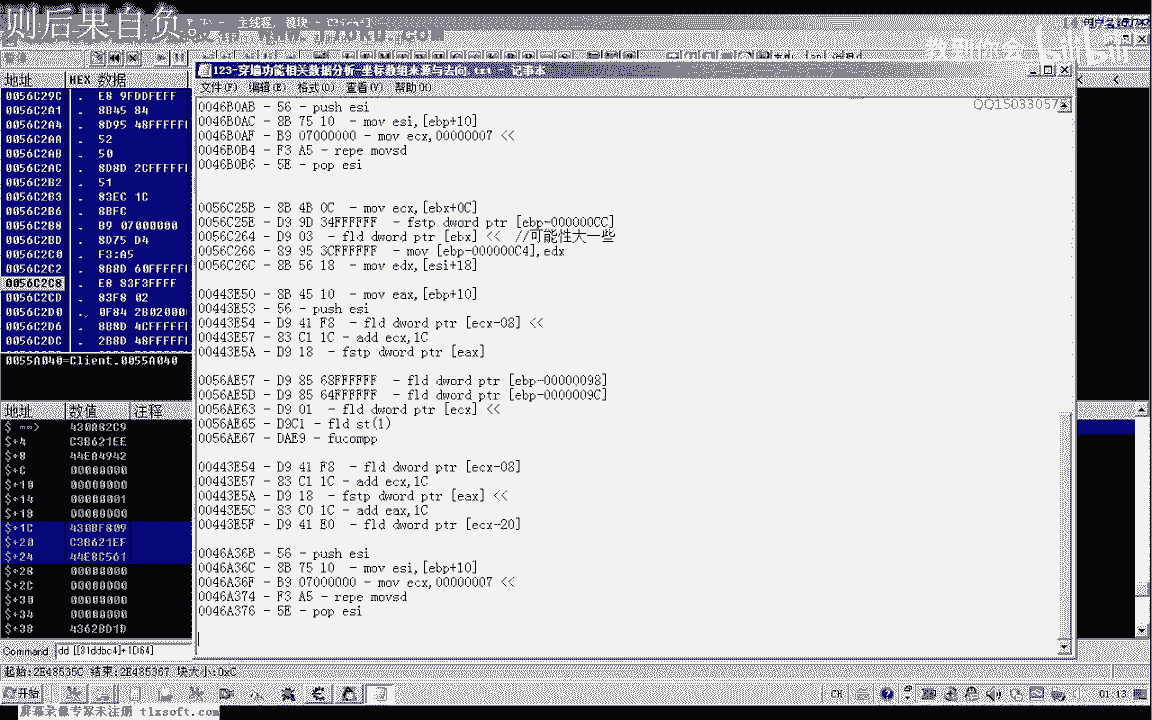 则后果自负
主线程, 模块 - Client]
教到你会
bilibili
123-穿墙功能相关数据分析-坐标数组来源与去向.txt - 记事本
文件(F) 编辑(E) 格式(O) 查看(V) 帮助(H)
QQ150330575
地址 HEX 数据
0056C29C . E8 9FDDFEFF
0056C2A1 . 8B45 84
0056C2A4 . 8D95 48FFFFFF
0056C2AA . 52
0056C2AB . 50
0056C2AC . 8D8D 2CFFFFFF
0056C2B2 . 51
0056C2B3 . 83EC 1C
0056C2B6 . 8BFC
0056C2B8 . B9 07000000
0056C2BD . 8D75 D4
0056C2C0 . F3:A5
0056C2C2 . 8B8D 60FFFFFF
0056C2C8 . E8 83F3FFFF
0056C2CD . 83F8 02
0056C2D0 . 0F84 2B02000
0056C2D6 . 8B8D 4CFFFFFF
0056C2DC . 2B8D 48FFFFFF
0055A040=Client.0055A040
地址 数值 注释
$ ==> 430A82C9
$+4 C3B621EE
$+8 44EA4942
$+C 00000000
$+10 00000000
$+14 00000001
$+18 00000000
$+1C 430BF809
$+20 C3B621EF
$+24 44E8C561
$+28 00000000
$+2C 00000000
$+30 00000000
$+34 00000000
$+38 4362BD1D
0046B0AB - 56 - push esi
0046B0AC - 8B 75 10 - mov esi,[ebp+10]
0046B0AF - B9 07000000 - mov ecx,00000007 <<
0046B0B4 - F3 A5 - repe movsd
0046B0B6 - 5E - pop esi
0056C25B - 8B 4B 0C - mov ecx,[ebx+0C]
0056C25E - D9 9D 34FFFFFF - fstp dword ptr [ebp-000000CC]
0056C264 - D9 03 - fld dword ptr [ebx] << //可能性大一些
0056C266 - 89 95 3CFFFFFF - mov [ebp-000000C4],edx
0056C26C - 8B 56 18 - mov edx,[esi+18]
00443E50 - 8B 45 10 - mov eax,[ebp+10]
00443E53 - 56 - push esi
00443E54 - D9 41 F8 - fld dword ptr [ecx-08] <<
00443E57 - 83 C1 1C - add ecx,1C
00443E5A - D9 18 - fstp dword ptr [eax]
0056AE57 - D9 85 68FFFFFF - fld dword ptr [ebp-00000098]
0056AE5D - D9 85 64FFFFFF - fld dword ptr [ebp-0000009C]
0056AE63 - D9 01 - fld dword ptr [ecx] <<
0056AE65 - D9C1 - fld st(1)
0056AE67 - DAE9 - fucompp
00443E54 - D9 41 F8 - fld dword ptr [ecx-08]
00443E57 - 83 C1 1C - add ecx,1C
00443E5A - D9 18 - fstp dword ptr [eax] <<
00443E5C - 83 C0 1C - add eax,1C
00443E5F - D9 41 E0 - fld dword ptr [ecx-20]
0046A36B - 56 - push esi
0046A36C - 8B 75 10 - mov esi,[ebp+10]
0046A36F - B9 07000000 - mov ecx,00000007 <<
0046A374 - F3 A5 - repe movsd
0046A376 - 5E - pop esi
Command dd [[31ddbc4]+1D64]
起始:2E48535C 结束:2E485367 块大小:0xC
开始
CH
01:13
屏幕录像专家未注册 tlxsoft.com